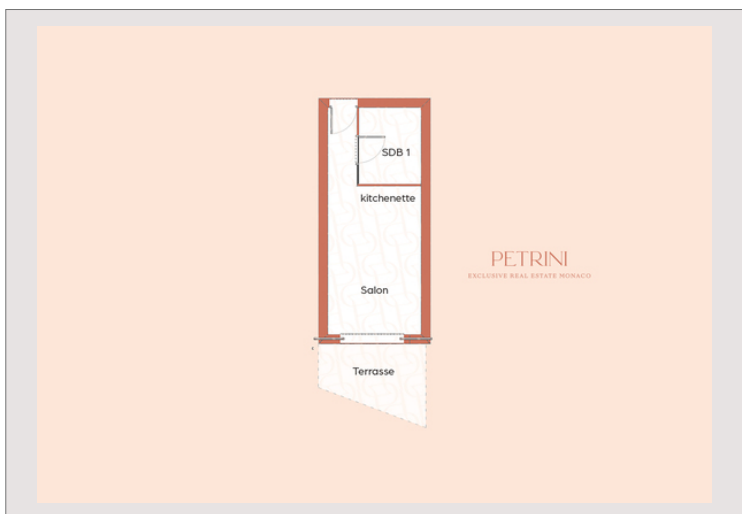 SDB 1
kitchenette
PETRINI
EXCLUSIVE REAL ESTATE MONACO
Salon
Terrasse